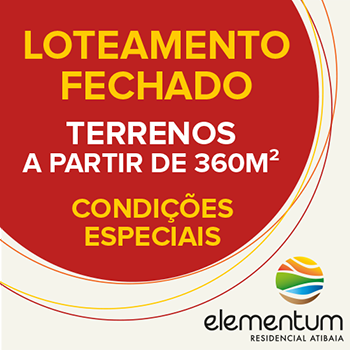 LOTEAMENTO
FECHADO
TERRENOS
A PARTIR DE 360M²
CONDIÇÕES
ESPECIAIS
elementum
RESIDENCIAL ATIBAIA